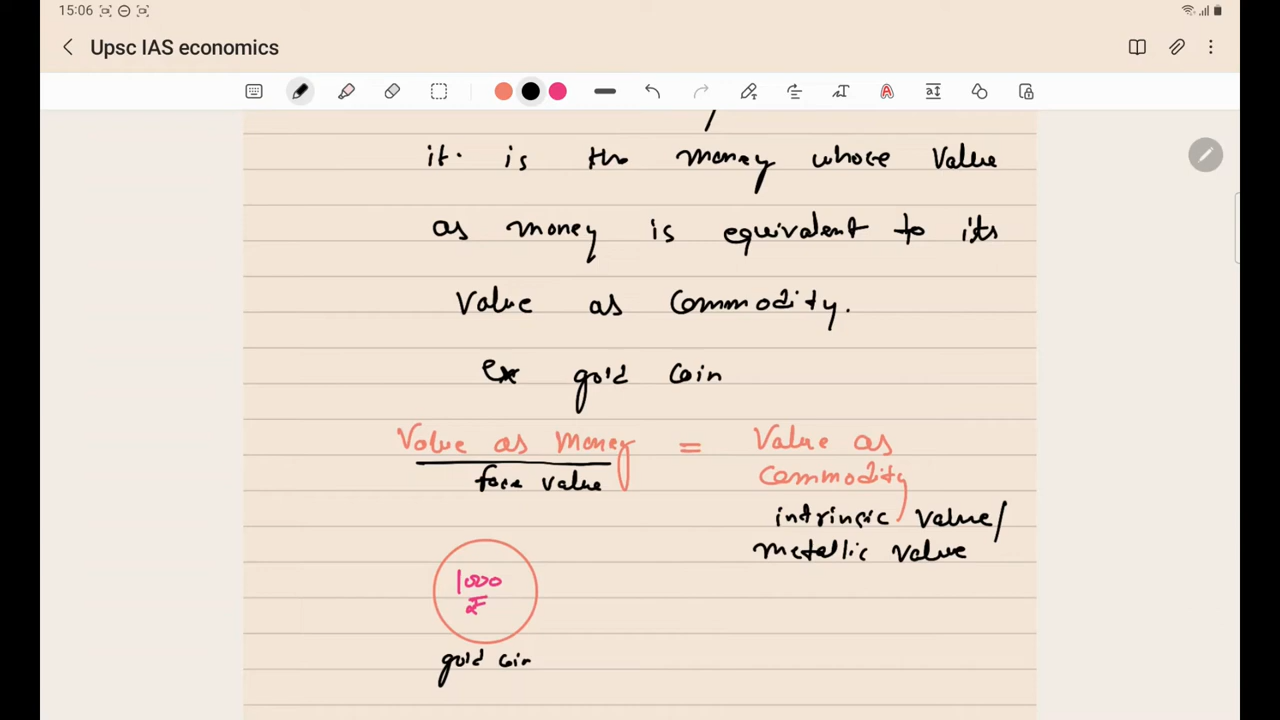 15:06
Upsc IAS economics
it. is the money whose Value
as money is equivalent to its
Value as Commodity.
ex gold Coin
Value as Money = Value as
Commodity
face value
intrinsic value/
metallic value
1000
₹
gold coin